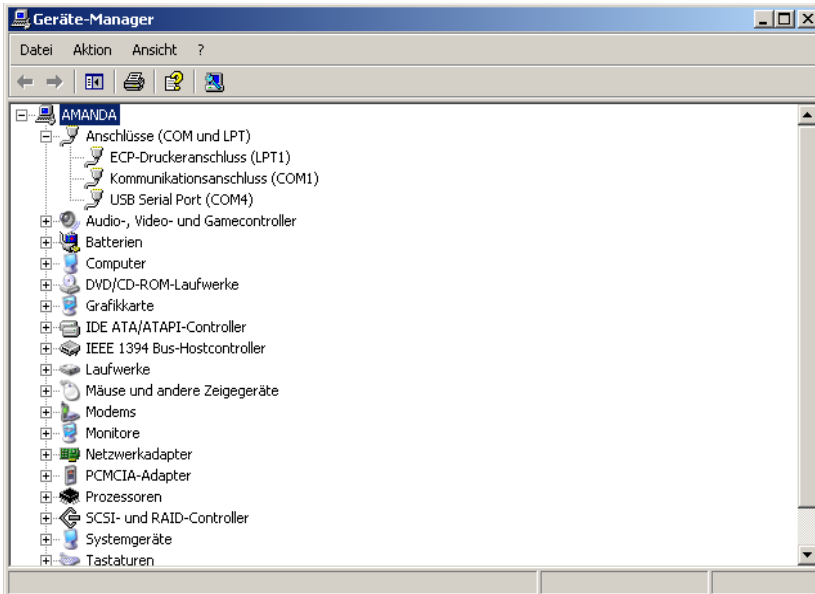 Geräte-Manager
Datei Aktion Ansicht ?
AMANDA
Anschlüsse (COM und LPT)
ECP-Druckeranschluss (LPT1)
Kommunikationsanschluss (COM1)
USB Serial Port (COM4)
Audio-, Video- und Gamecontroller
Batterien
Computer
DVD/CD-ROM-Laufwerke
Grafikkarte
IDE ATA/ATAPI-Controller
IEEE 1394 Bus-Hostcontroller
Laufwerke
Mäuse und andere Zeigegeräte
Modems
Monitore
Netzwerkadapter
PCMCIA-Adapter
Prozessoren
SCSI- und RAID-Controller
Systemgeräte
Tastaturen